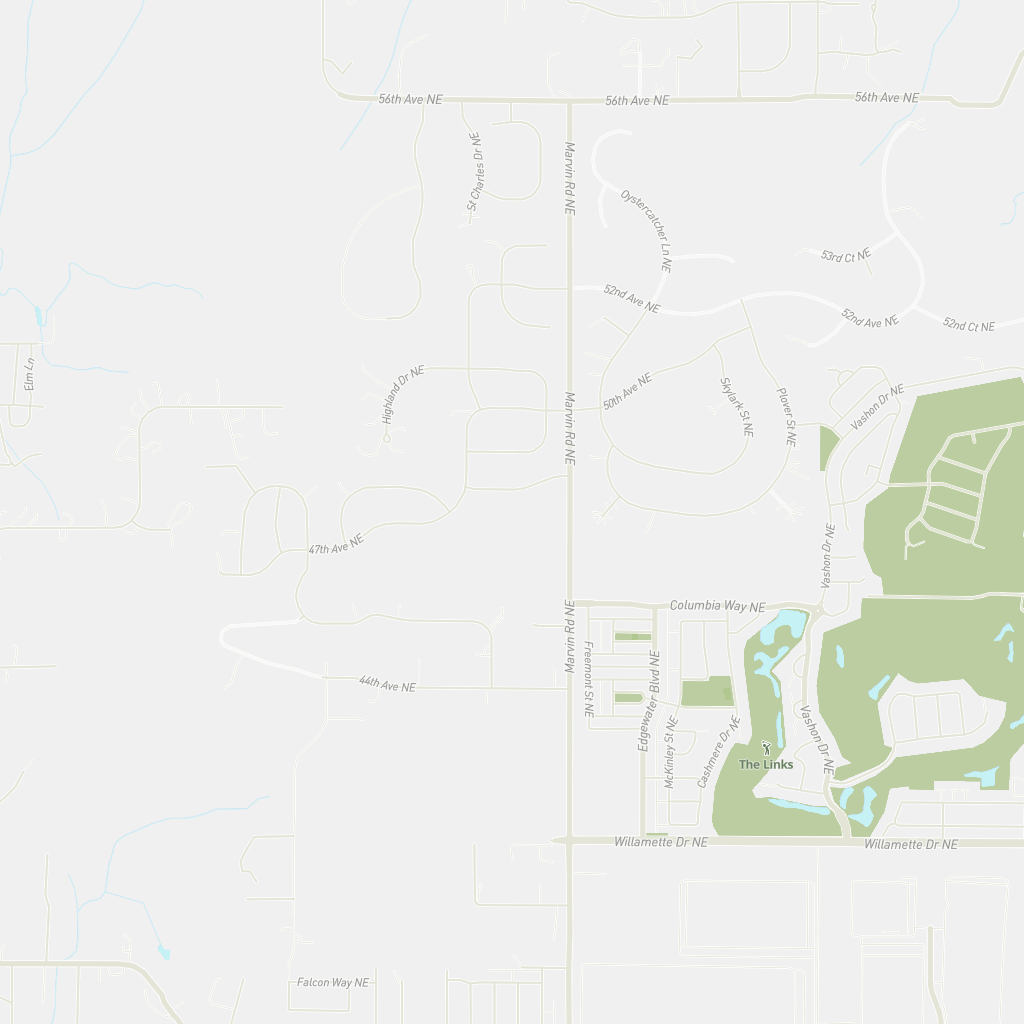 56th Ave NE
56th Ave NE
56th Ave NE
St Charles Dr NE
Marvin Rd NE
Oystercatcher Ln NE
53rd Ct NE
52nd Ave NE
52nd Ave NE
52nd Ct NE
Elm Ln
Highland Dr NE
50th Ave NE
Skylark St NE
Plover St NE
Vashon Dr NE
Marvin Rd NE
47th Ave NE
Vashon Dr NE
Columbia Way NE
Marvin Rd NE
Freemont St NE
Edgewater Blvd NE
44th Ave NE
McKinley St NE
Cashmere Dr NE
Vashon Dr NE
The Links
Willamette Dr NE
Willamette Dr NE
Falcon Way NE